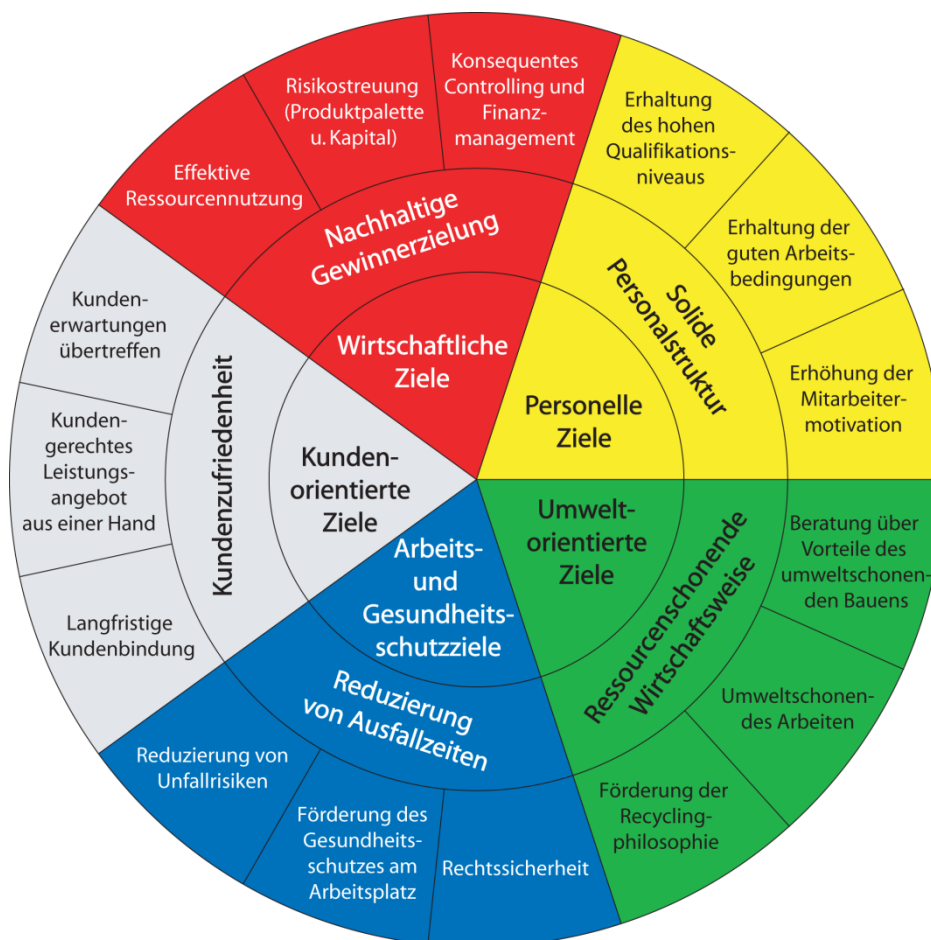 Konsequentes
Controlling und
Finanz-
management
Risikostreuung
(Produktpalette
u. Kapital)
Effektive
Ressourcennutzung
Nachhaltige
Gewinnerzielung
Wirtschaftliche
Ziele
Erhaltung
des hohen
Qualifikations-
niveaus
Erhaltung der
guten Arbeits-
bedingungen
Erhöhung der
Mitarbeiter-
motivation
Solide
Personalstruktur
Personelle
Ziele
Umwelt-
orientierte
Ziele
Ressourcenschonende
Wirtschaftsweise
Beratung über
Vorteile des
umweltschonen-
den Bauens
Umweltschonen-
des Arbeiten
Förderung der
Recycling-
philosophie
Arbeits-
und
Gesundheits-
schutzziele
Reduzierung
von Ausfallzeiten
Rechtssicherheit
Förderung des
Gesundheits-
schutzes am
Arbeitsplatz
Reduzierung von
Unfallrisiken
Kunden-
orientierte
Ziele
Kundenzufriedenheit
Langfristige
Kundenbindung
Kunden-
gerechtes
Leistungs-
angebot
aus einer Hand
Kunden-
erwartungen
übertreffen